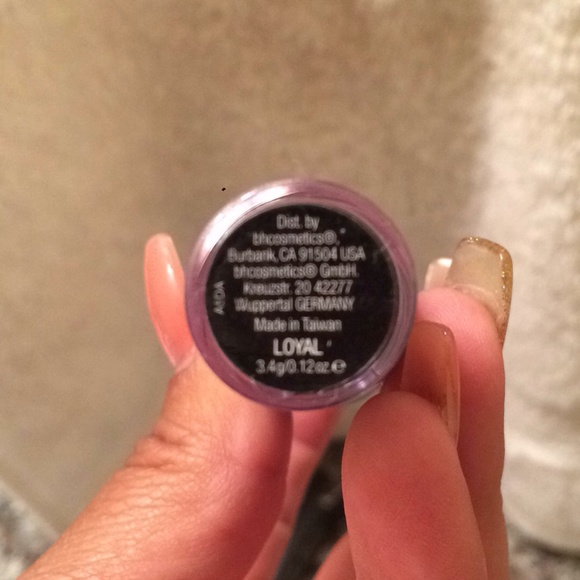 Dist. by
bhcosmetics®,
Burbank, CA 91504 USA
bhcosmetics® GmbH.
Kreuzstr. 20 42277
Wuppertal GERMANY
Made in Taiwan
LOYAL
3.4g/0.12oz.℮